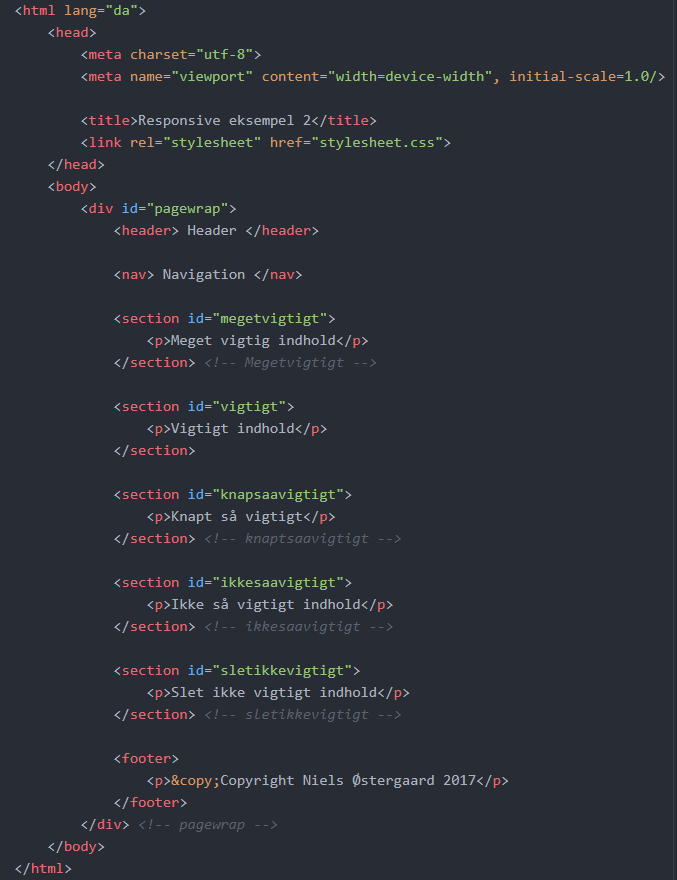 <html lang="da">
<head>
<meta charset="utf-8">
<meta name="viewport" content="width=device-width", initial-scale=1.0/>
<title>Responsive eksempel 2</title>
<link rel="stylesheet" href="stylesheet.css">
</head>
<body>
<div id="pagewrap">
<header> Header </header>
<nav> Navigation </nav>
<section id="megetvigtigt">
<p>Meget vigtig indhold</p>
</section> <!-- Megetvigtigt -->
<section id="vigtigt">
<p>Vigtigt indhold</p>
</section>
<section id="knapsaavigtigt">
<p>Knapt så vigtigt</p>
</section> <!-- knaptsaavigtigt -->
<section id="ikkesaavigtigt">
<p>Ikke så vigtigt indhold</p>
</section> <!-- ikkesaavigtigt -->
<section id="sletikkevigtigt">
<p>Slet ikke vigtigt indhold</p>
</section> <!-- sletikkevigtigt -->
<footer>
<p>&copy;Copyright Niels Østergaard 2017</p>
</footer>
</div> <!-- pagewrap -->
</body>
</html>